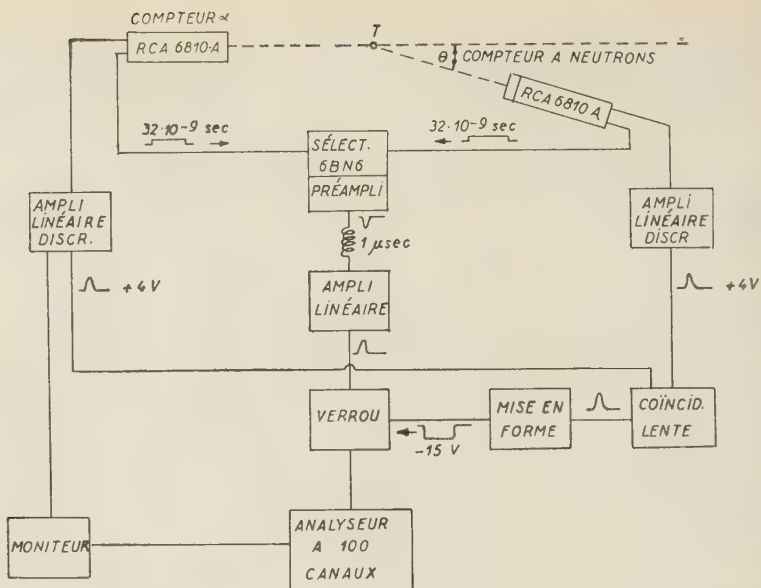 COMPTEUR α
RCA 6810-A
T
θ
COMPTEUR A NEUTRONS
RCA 6810 A
32·10⁻⁹ sec
32·10⁻⁹ sec
SÉLECT.
6BN6
PRÉAMPLI
AMPLI
LINÉAIRE
DISCR.
1 μsec
AMPLI
LINÉAIRE
DISCR
+4V
AMPLI
LINÉAIRE
+4V
VERROU
-15 V
MISE EN
FORME
COÏNCID.
LENTE
MONITEUR
ANALYSEUR
A 100
CANAUX